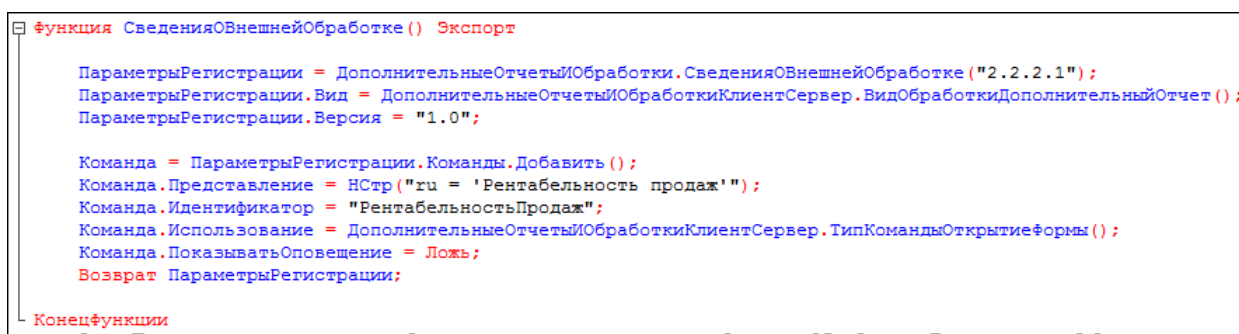 Функция СведенияОВнешнейОбработке() Экспорт
ПараметрыРегистрации = ДополнительныеОтчетыИОбработки.СведенияОВнешнейОбработке("2.2.2.1");
ПараметрыРегистрации.Вид = ДополнительныеОтчетыИОбработкиКлиентСервер.ВидОбработкиДополнительныйОтчет();
ПараметрыРегистрации.Версия = "1.0";
Команда = ПараметрыРегистрации.Команды.Добавить();
Команда.Представление = НСтр("ru = 'Рентабельность продаж'");
Команда.Идентификатор = "РентабельностьПродаж";
Команда.Использование = ДополнительныеОтчетыИОбработкиКлиентСервер.ТипКомандыОткрытиеФормы();
Команда.ПоказыватьОповещение = Ложь;
Возврат ПараметрыРегистрации;
КонецФункции